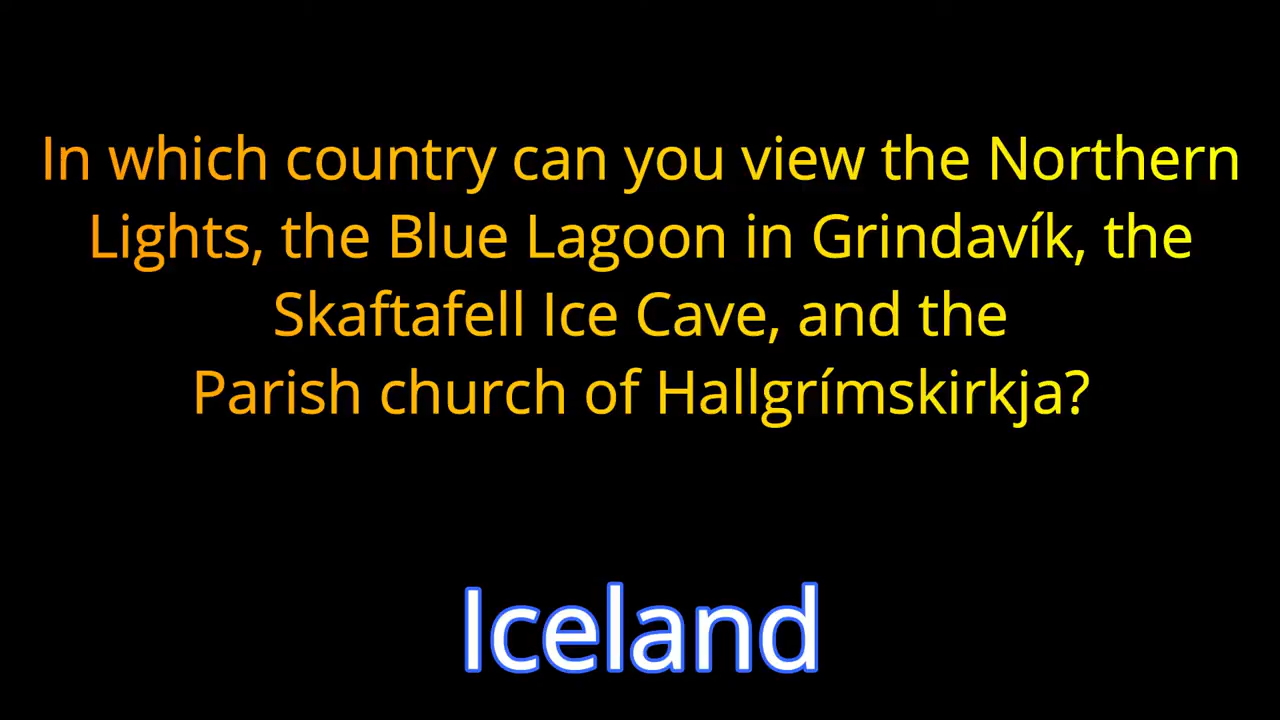 In which country can you view the Northern
Lights, the Blue Lagoon in Grindavík, the
Skaftafell Ice Cave, and the
Parish church of Hallgrímskirkja?
Iceland